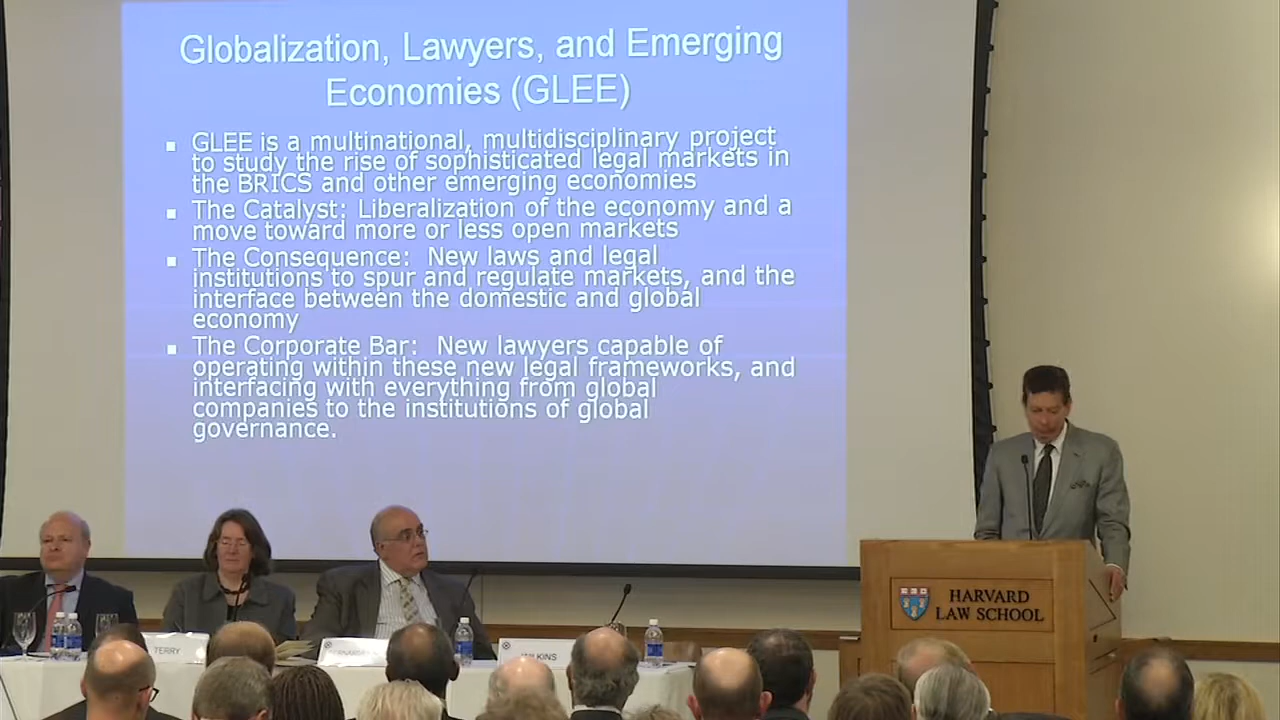 Globalization, Lawyers, and Emerging
Economies (GLEE)
GLEE is a multinational, multidisciplinary project
to study the rise of sophisticated legal markets in
the BRICS and other emerging economies
The Catalyst: Liberalization of the economy and a
move toward more or less open markets
The Consequence: New laws and legal
institutions to spur and regulate markets, and the
interface between the domestic and global
economy
The Corporate Bar: New lawyers capable of
operating within these new legal frameworks, and
interfacing with everything from global
companies to the institutions of global
governance.
HARVARD
LAW SCHOOL
TERRY
WILKINS